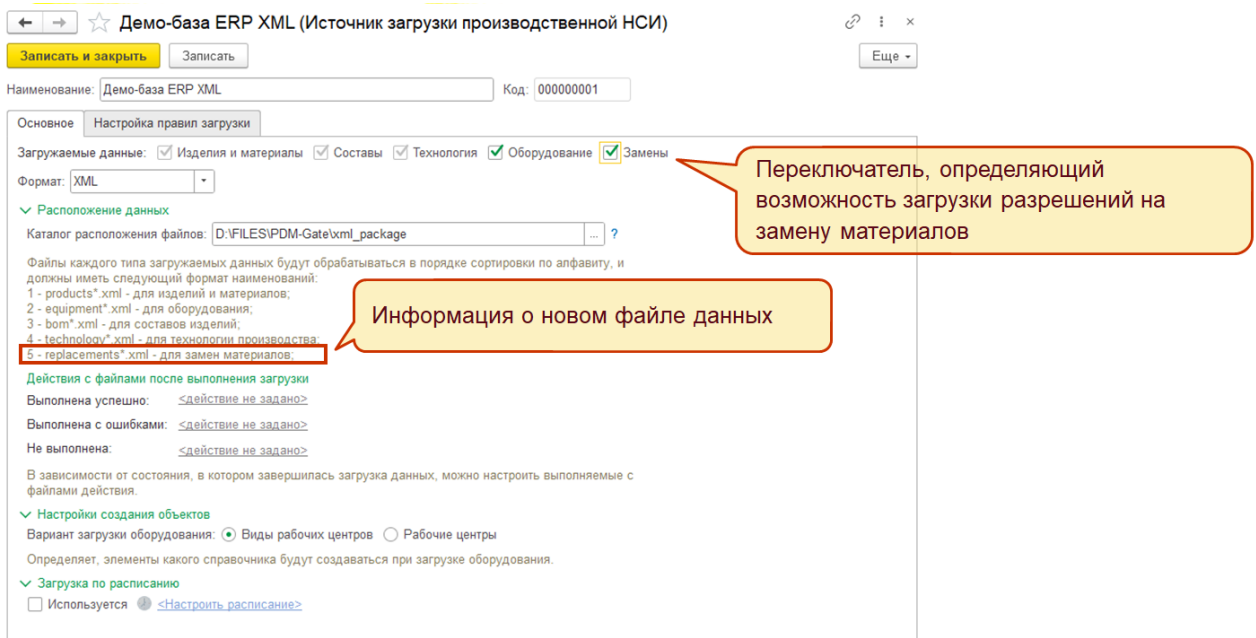 Демо-база ERP XML (Источник загрузки производственной НСИ)
Записать и закрыть Записать Еще
Наименование: Демо-база ERP XML Код: 000000001
Основное Настройка правил загрузки
Загружаемые данные: Изделия и материалы Составы Технология Оборудование Замены
Формат: XML
Расположение данных
Каталог расположения файлов: D:\FILES\PDM-Gate\xml_package ... ?
Файлы каждого типа загружаемых данных будут обрабатываться в порядке сортировки по алфавиту, и
должны иметь следующий формат наименований:
1 - products*.xml - для изделий и материалов;
2 - equipment*.xml - для оборудования;
3 - bom*.xml - для составов изделий;
4 - technology*.xml - для технологии производства;
5 - replacements*.xml - для замен материалов;
Действия с файлами после выполнения загрузки
Выполнена успешно: <действие не задано>
Выполнена с ошибками: <действие не задано>
Не выполнена: <действие не задано>
В зависимости от состояния, в котором завершилась загрузка данных, можно настроить выполняемые с
файлами действия.
Настройки создания объектов
Вариант загрузки оборудования: Виды рабочих центров Рабочие центры
Определяет, элементы какого справочника будут создаваться при загрузке оборудования.
Загрузка по расписанию
Используется <Настроить расписание>
Переключатель, определяющий
возможность загрузки разрешений на
замену материалов
Информация о новом файле данных